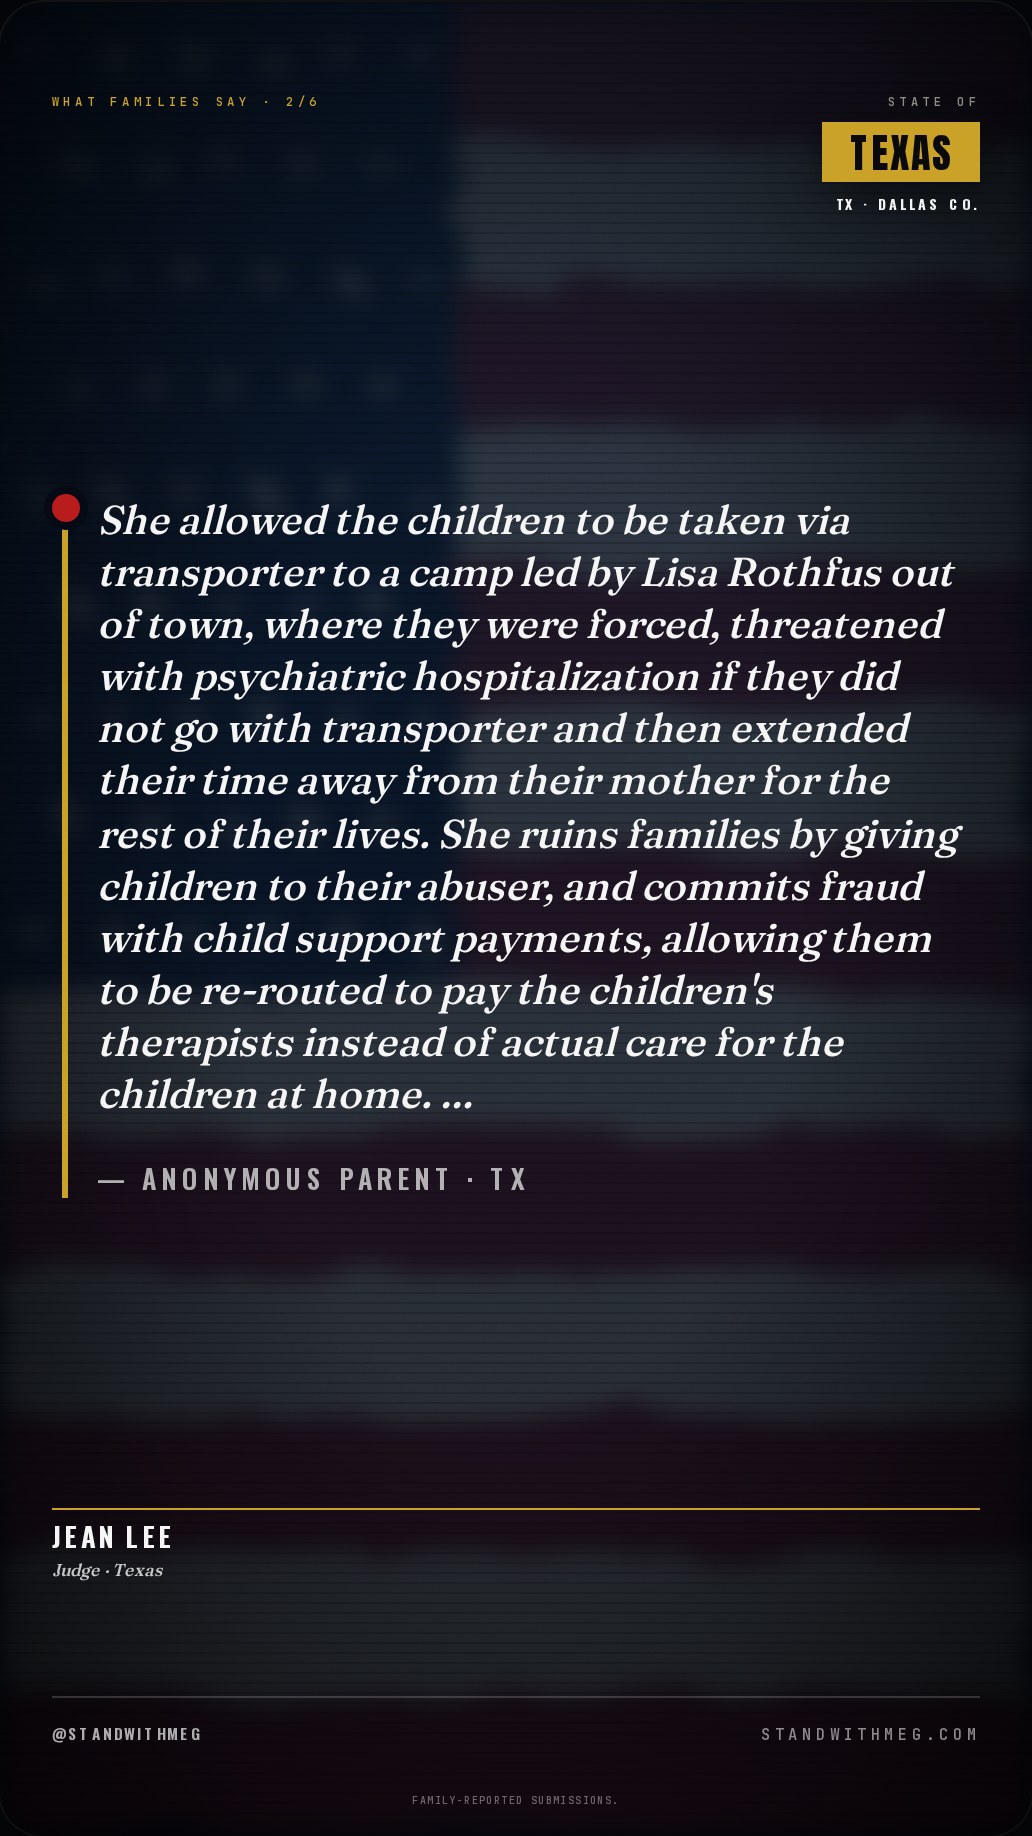 WHAT FAMILIES SAY · 2/6
STATE OF
TEXAS
TX · DALLAS CO.
She allowed the children to be taken via
transporter to a camp led by Lisa Rothfus out
of town, where they were forced, threatened
with psychiatric hospitalization if they did
not go with transporter and then extended
their time away from their mother for the
rest of their lives. She ruins families by giving
children to their abuser, and commits fraud
with child support payments, allowing them
to be re-routed to pay the children's
therapists instead of actual care for the
children at home. ...
— ANONYMOUS PARENT · TX
JEAN LEE
Judge · Texas
@STANDWITHMEG
STANDWITHMEG.COM
FAMILY-REPORTED SUBMISSIONS.